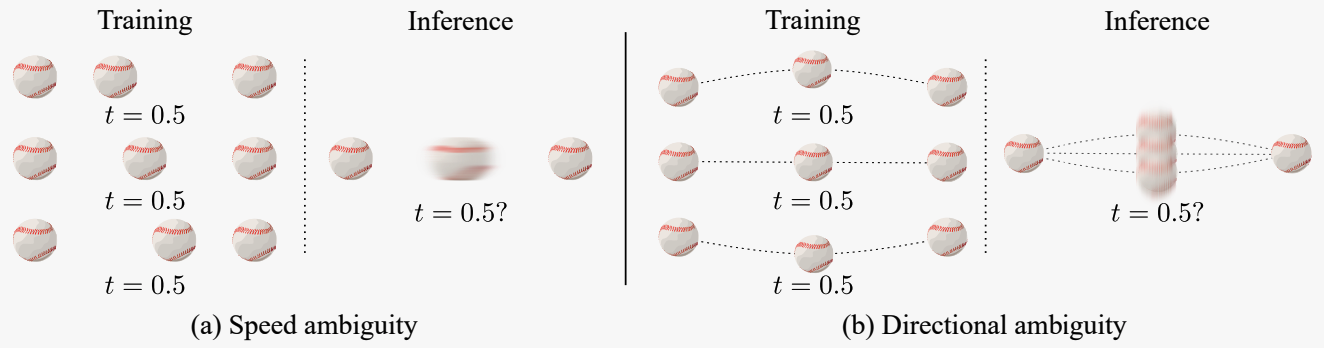 Training
Inference
t = 0.5
t = 0.5
t = 0.5
t = 0.5?
(a) Speed ambiguity
Training
Inference
t = 0.5
t = 0.5
t = 0.5
t = 0.5?
(b) Directional ambiguity